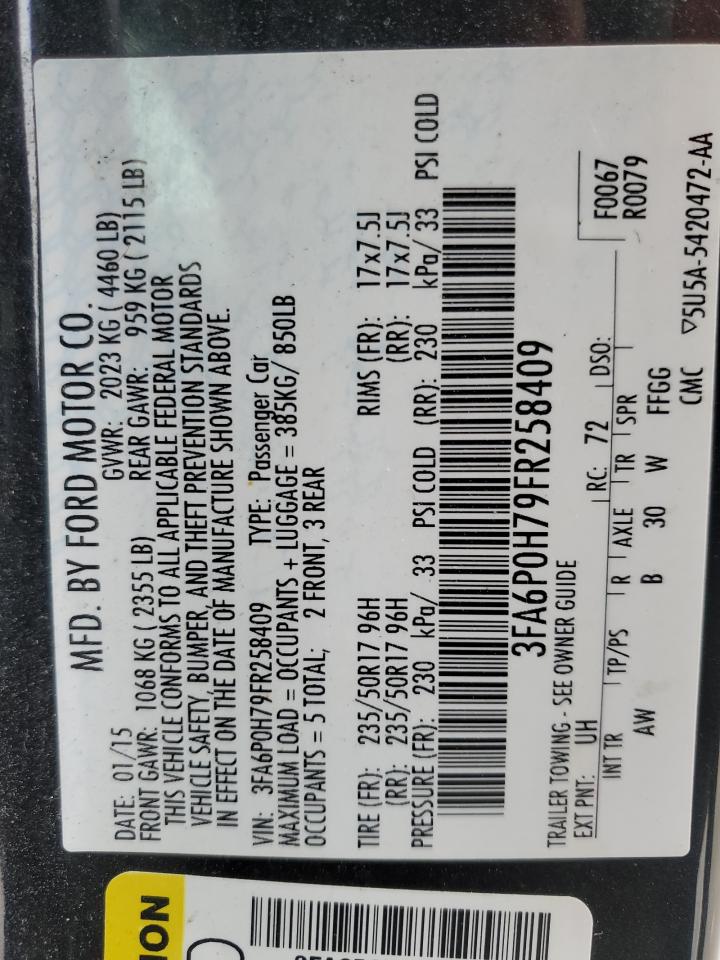 MFD. BY FORD MOTOR CO.
DATE: 01/15 GVWR: 2023 KG ( 4460 LB)
FRONT GAWR: 1068 KG ( 2355 LB) REAR GAWR: 959 KG ( 2115 LB)
THIS VEHICLE CONFORMS TO ALL APPLICABLE FEDERAL MOTOR
VEHICLE SAFETY, BUMPER, AND THEFT PREVENTION STANDARDS
IN EFFECT ON THE DATE OF MANUFACTURE SHOWN ABOVE.
VIN: 3FA6P0H79FR258409 TYPE: Passenger Car
MAXIMUM LOAD = OCCUPANTS + LUGGAGE = 385KG/ 850LB
OCCUPANTS = 5 TOTAL; 2 FRONT, 3 REAR
TIRE (FR): 235/50R17 96H RIMS (FR): 17x7.5J
(RR): 235/50R17 96H (RR): 17x7.5J
PRESSURE (FR): 230 kPa/ 33 PSI COLD (RR): 230 kPa/ 33 PSI COLD
3FA6P0H79FR258409
TRAILER TOWING - SEE OWNER GUIDE
EXT PNT: UH RC: 72 DSO: F0067
R0079
INT TR TP/PS R AXLE TR SPR
AW B 30 W FFGG
CMC ▽5U5A-5420472-AA
ION